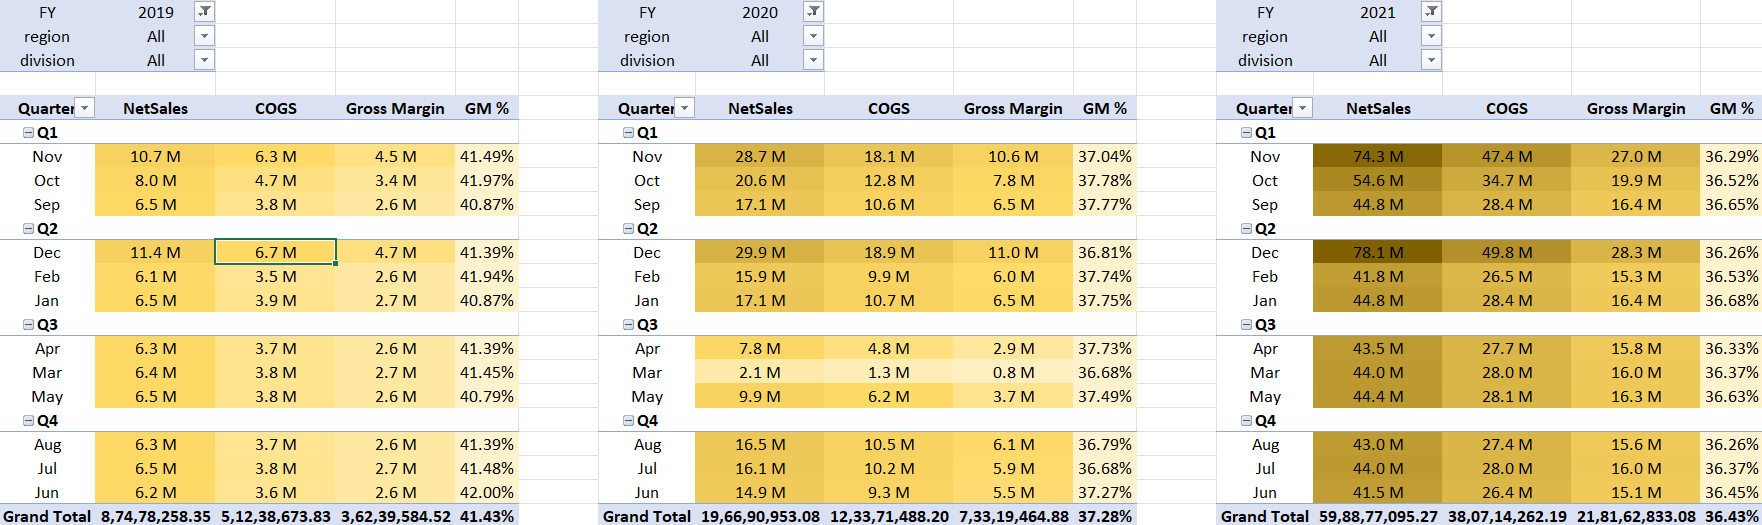 FY 2019 FY 2020 FY 2021
region All region All region All
division All division All division All
Quarter NetSales COGS Gross Margin GM % Quarter NetSales COGS Gross Margin GM % Quarter NetSales COGS Gross Margin GM %
Q1 Q1 Q1
Nov 10.7 M 6.3 M 4.5 M 41.49% Nov 28.7 M 18.1 M 10.6 M 37.04% Nov 74.3 M 47.4 M 27.0 M 36.29%
Oct 8.0 M 4.7 M 3.4 M 41.97% Oct 20.6 M 12.8 M 7.8 M 37.78% Oct 54.6 M 34.7 M 19.9 M 36.52%
Sep 6.5 M 3.8 M 2.6 M 40.87% Sep 17.1 M 10.6 M 6.5 M 37.77% Sep 44.8 M 28.4 M 16.4 M 36.65%
Q2 Q2 Q2
Dec 11.4 M 6.7 M 4.7 M 41.39% Dec 29.9 M 18.9 M 11.0 M 36.81% Dec 78.1 M 49.8 M 28.3 M 36.26%
Feb 6.1 M 3.5 M 2.6 M 41.94% Feb 15.9 M 9.9 M 6.0 M 37.74% Feb 41.8 M 26.5 M 15.3 M 36.53%
Jan 6.5 M 3.9 M 2.7 M 40.87% Jan 17.1 M 10.7 M 6.5 M 37.75% Jan 44.8 M 28.4 M 16.4 M 36.68%
Q3 Q3 Q3
Apr 6.3 M 3.7 M 2.6 M 41.39% Apr 7.8 M 4.8 M 2.9 M 37.73% Apr 43.5 M 27.7 M 15.8 M 36.33%
Mar 6.4 M 3.8 M 2.7 M 41.45% Mar 2.1 M 1.3 M 0.8 M 36.68% Mar 44.0 M 28.0 M 16.0 M 36.37%
May 6.5 M 3.8 M 2.6 M 40.79% May 9.9 M 6.2 M 3.7 M 37.49% May 44.4 M 28.1 M 16.3 M 36.63%
Q4 Q4 Q4
Aug 6.3 M 3.7 M 2.6 M 41.39% Aug 16.5 M 10.5 M 6.1 M 36.79% Aug 43.0 M 27.4 M 15.6 M 36.26%
Jul 6.5 M 3.8 M 2.7 M 41.48% Jul 16.1 M 10.2 M 5.9 M 36.68% Jul 44.0 M 28.0 M 16.0 M 36.37%
Jun 6.2 M 3.6 M 2.6 M 42.00% Jun 14.9 M 9.3 M 5.5 M 37.27% Jun 41.5 M 26.4 M 15.1 M 36.45%
Grand Total 8,74,78,258.35 5,12,38,673.83 3,62,39,584.52 41.43% Grand Total 19,66,90,953.08 12,33,71,488.20 7,33,19,464.88 37.28% Grand Total 59,88,77,095.27 38,07,14,262.19 21,81,62,833.08 36.43%